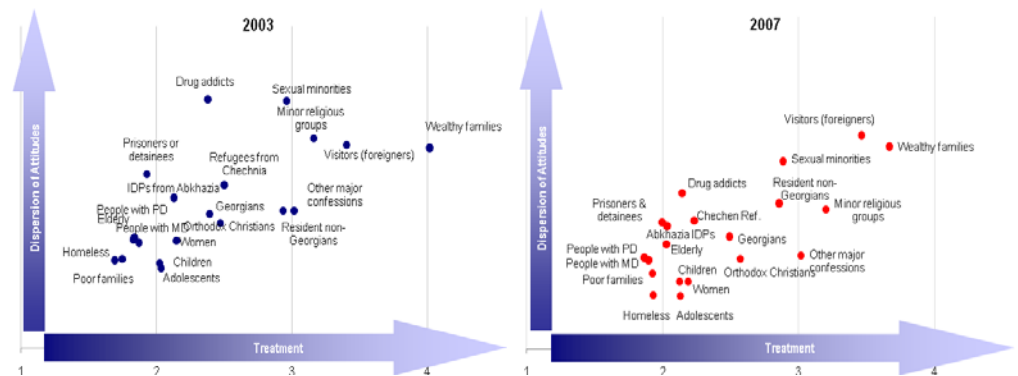 2003
Dispersion of Attitudes
Drug addicts
Sexual minorities
Minor religious
groups
Wealthy families
Visitors (foreigners)
Prisoners or
detainees
Refugees from
Chechnia
IDPs from Abkhazia
Other major
confessions
People with PD
Elderly
Georgians
People with MD
Orthodox Christians
Resident non-
Georgians
Women
Homeless
Children
Poor families
Adolescents
Treatment
1
2
3
4
2007
Dispersion of Attitudes
Visitors (foreigners)
Wealthy families
Sexual minorities
Drug addicts
Resident non-
Georgians
Prisoners &
detainees
Chechen Ref.
Minor religious
groups
Abkhazia IDPs
Georgians
People with PD
Elderly
People with MD
Other major
confessions
Poor families
Children
Orthodox Christians
Women
Homeless
Adolescents
Treatment
1
2
3
4